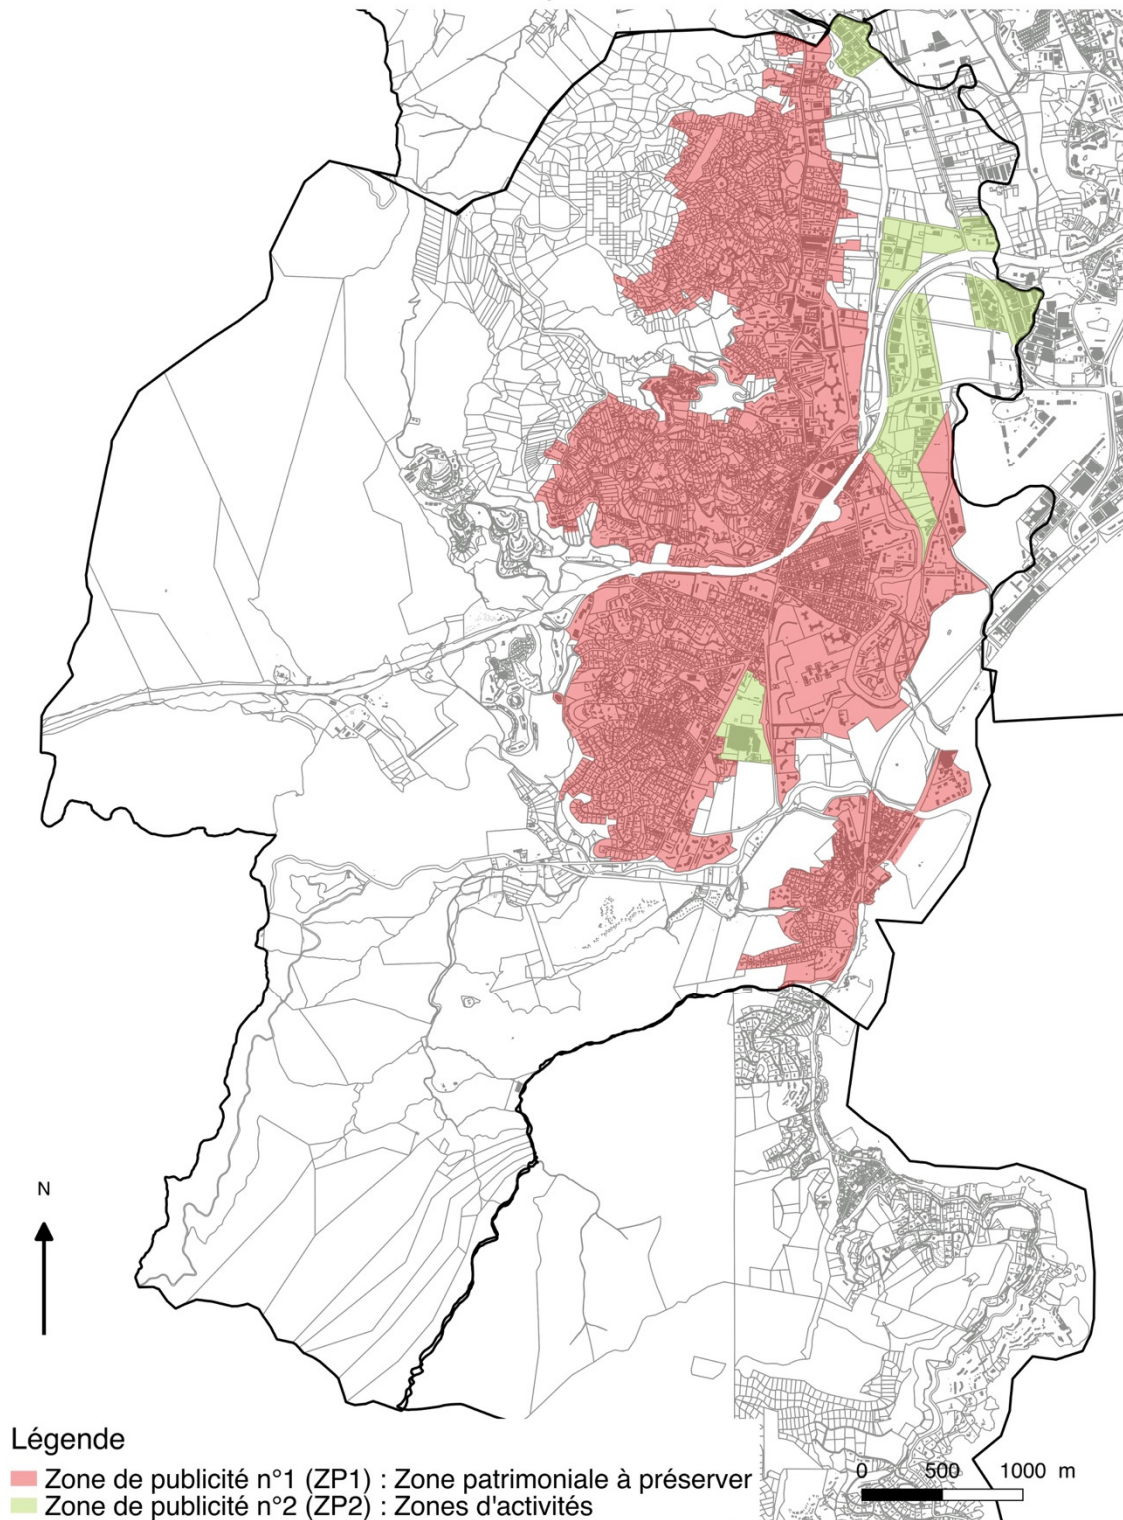 N
Légende
Zone de publicité n°1 (ZP1) : Zone patrimoniale à préserver
Zone de publicité n°2 (ZP2) : Zones d'activités
0 500 1000 m